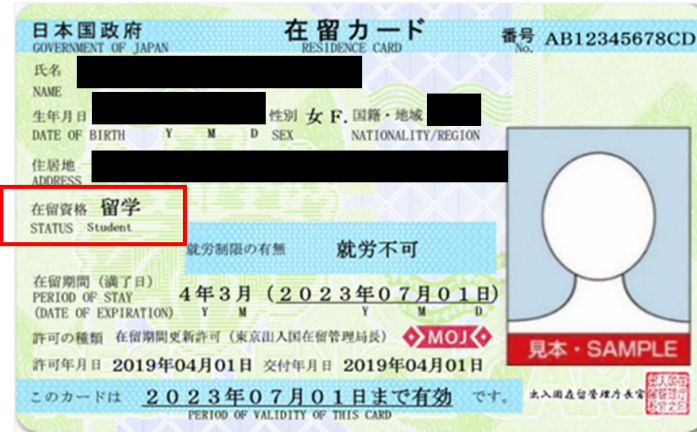 日本国政府 在留カード 番号 AB12345678CD
GOVERNMENT OF JAPAN RESIDENCE CARD No.
氏名
NAME
生年月日 性別 女 F. 国籍・地域
DATE OF BIRTH Y M D SEX NATIONALITY/REGION
住居地
ADDRESS
在留資格 留学
STATUS Student
就労制限の有無 就労不可
在留期間(満了日)
PERIOD OF STAY 4年3月(2023年07月01日)
(DATE OF EXPIRATION) Y M Y M D
許可の種類 在留期間更新許可(東京出入国在留管理局長) MOJ
見本・SAMPLE
許可年月日 2019年04月01日 交付年月日 2019年04月01日
このカードは 2023年07月01日まで有効 です。 出入国在留管理庁長官
PERIOD OF VALIDITY OF THIS CARD